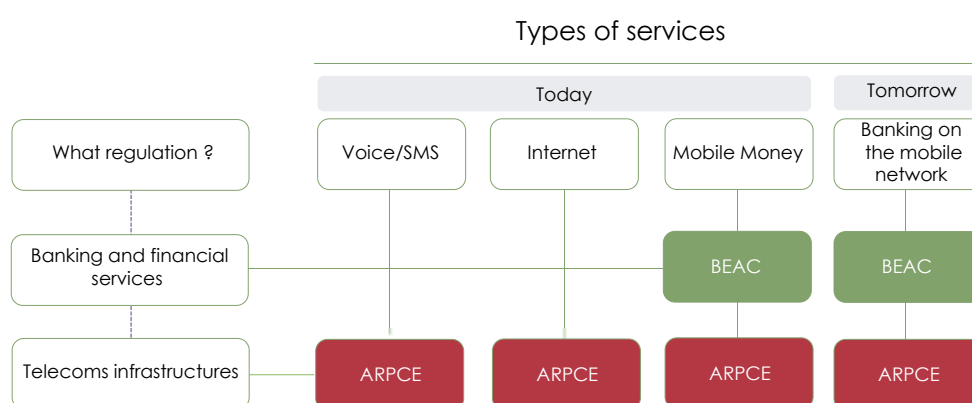 Types of services
Today
Tomorrow
What regulation ?
Voice/SMS
Internet
Mobile Money
Banking on
the mobile
network
Banking and financial
services
BEAC
BEAC
Telecoms infrastructures
ARPCE
ARPCE
ARPCE
ARPCE